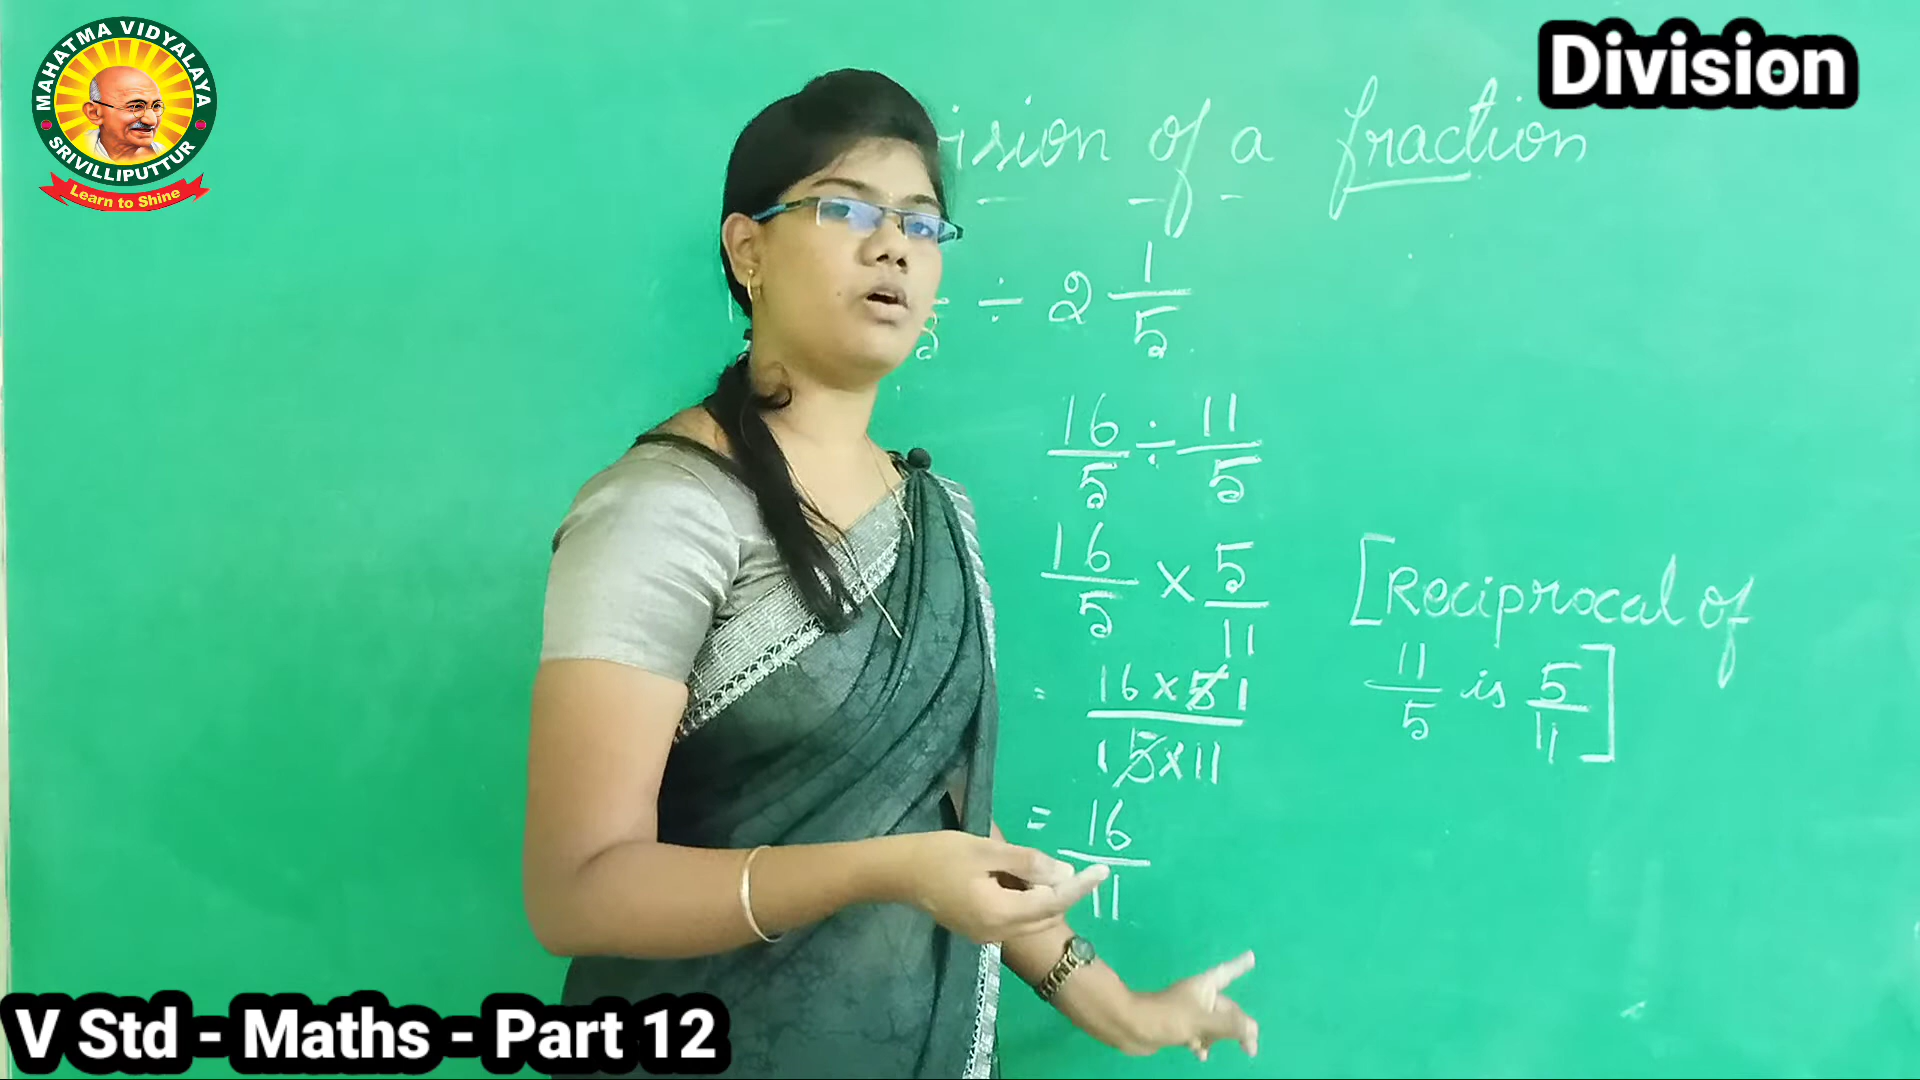 MAHATMA VIDYALAYA
SRIVILLIPUTTUR
Learn to Shine
Division
ision of a fraction
÷ 2 1/5
16/5 ÷ 11/5
16/5 × 5/11
[Reciprocal of
11/5 is 5/11]
= 16 × 5 1 / 1 5 × 11
= 16/11
V Std - Maths - Part 12